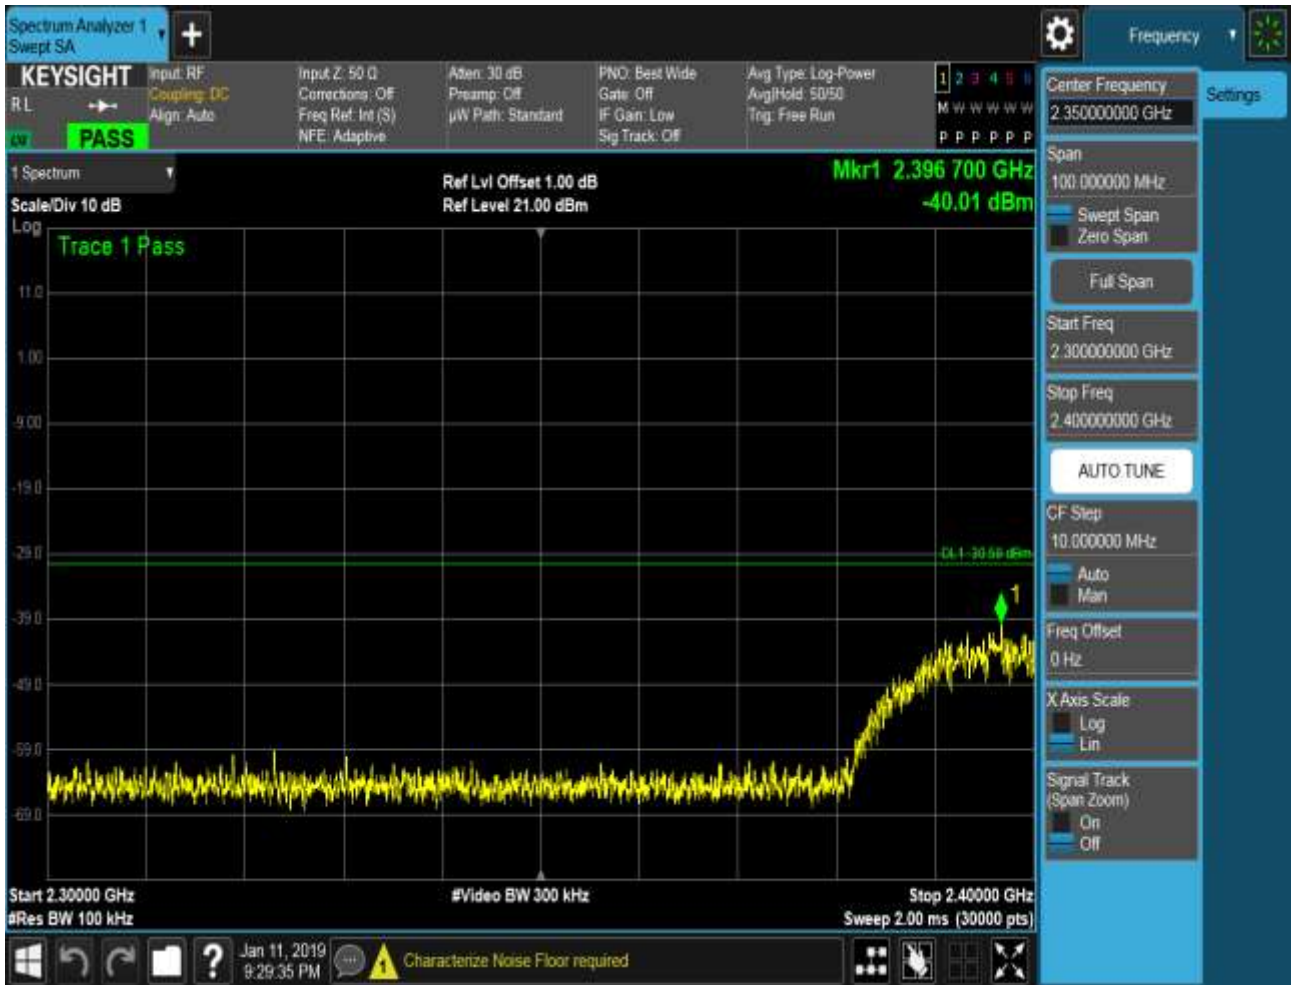 Spectrum Analyzer 1
Swept SA
Frequency
KEYSIGHT
RL
PASS
Input: RF
Coupling: DC
Align: Auto
Input Z: 50 Ω
Corrections: Off
Freq Ref: Int (S)
NFE: Adaptive
Atten: 30 dB
Preamp: Off
µW Path: Standard
PNO: Best Wide
Gate: Off
IF Gain: Low
Sig Track: Off
Avg Type: Log-Power
Avg|Hold: 50/50
Trig: Free Run
1 2 3 4 5 6
M W W W W W
P P P P P P
1 Spectrum
Scale/Div 10 dB
Ref Lvl Offset 1.00 dB
Ref Level 21.00 dBm
Mkr1 2.396 700 GHz
-40.01 dBm
Log
Trace 1 Pass
11.0
1.00
-9.00
-19.0
-29.0
DL1 -30.59 dBm
-39.0
1
-49.0
-59.0
-69.0
Start 2.30000 GHz
#Video BW 300 kHz
Stop 2.40000 GHz
#Res BW 100 kHz
Sweep 2.00 ms (30000 pts)
Center Frequency
2.350000000 GHz
Settings
Span
100.000000 MHz
Swept Span
Zero Span
Full Span
Start Freq
2.300000000 GHz
Stop Freq
2.400000000 GHz
AUTO TUNE
CF Step
10.000000 MHz
Auto
Man
Freq Offset
0 Hz
X Axis Scale
Log
Lin
Signal Track
(Span Zoom)
On
Off
?
Jan 11, 2019
9:29:35 PM
1
Characterize Noise Floor required